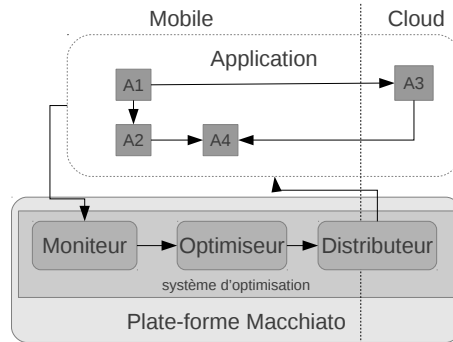 Mobile
Cloud
Application
A1
A3
A2
A4
Moniteur
Optimiseur
Distributeur
système d'optimisation
Plate-forme Macchiato